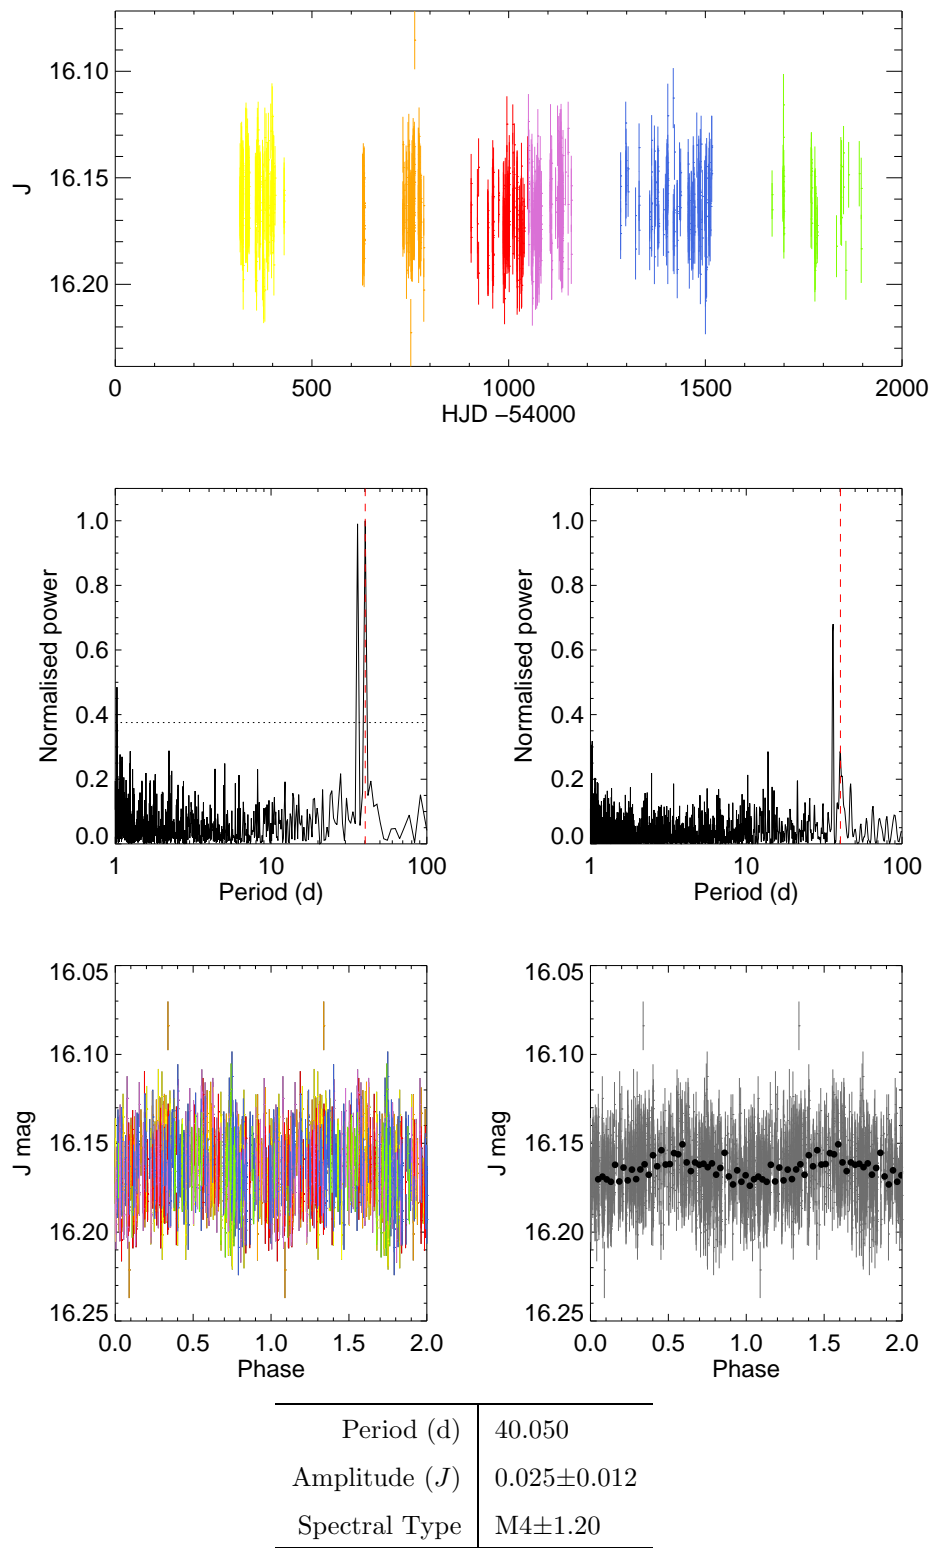 16.10
16.15
16.20
J
0 500 1000 1500 2000
HJD −54000
1.0
0.8
0.6
0.4
0.2
0.0
Normalised power
1 10 100
Period (d)
1.0
0.8
0.6
0.4
0.2
0.0
Normalised power
1 10 100
Period (d)
16.05
16.10
16.15
16.20
16.25
J mag
0.0 0.5 1.0 1.5 2.0
Phase
16.05
16.10
16.15
16.20
16.25
J mag
0.0 0.5 1.0 1.5 2.0
Phase
Period (d) 40.050
Amplitude (J) 0.025±0.012
Spectral Type M4±1.20